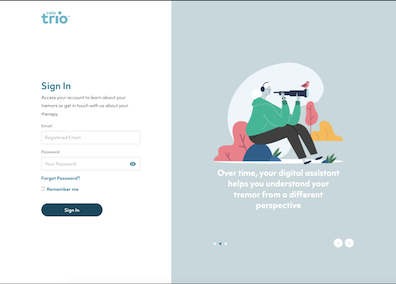 cala
trio
Sign In
Access your account to learn about your
tremors or get in touch with us about your
therapy.
Email
Registered Email
Password
Your Password
Forgot Password?
Remember me
Sign In
Over time, your digital assistant
helps you understand your
tremor from a different
perspective